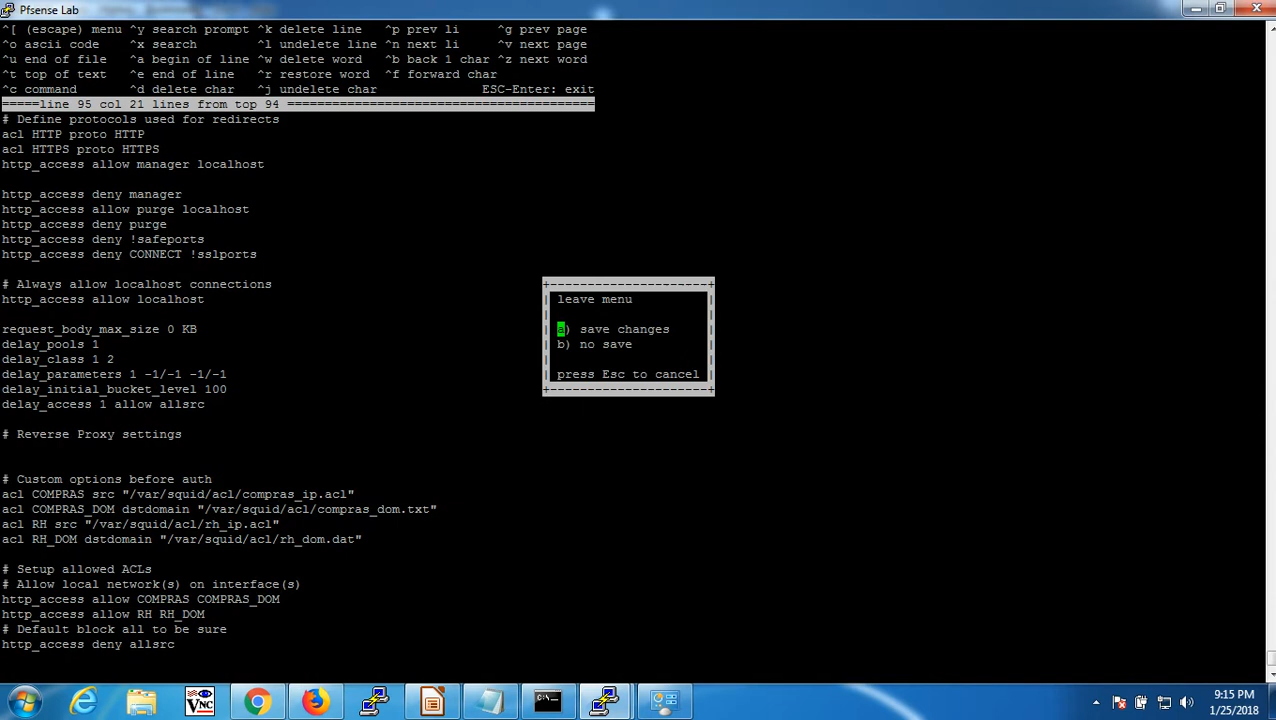 Pfsense Lab
^[ (escape) menu ^y search prompt ^k delete line ^p prev li ^g prev page
^o ascii code ^x search ^l undelete line ^n next li ^v next page
^u end of file ^a begin of line ^w delete word ^b back 1 char ^z next word
^t top of text ^e end of line ^r restore word ^f forward char
^c command ^d delete char ^j undelete char ESC-Enter: exit
=====line 95 col 21 lines from top 94 ========================================
# Define protocols used for redirects
acl HTTP proto HTTP
acl HTTPS proto HTTPS
http_access allow manager localhost
http_access deny manager
http_access allow purge localhost
http_access deny purge
http_access deny !safeports
http_access deny CONNECT !sslports
# Always allow localhost connections
http_access allow localhost
request_body_max_size 0 KB
delay_pools 1
delay_class 1 2
delay_parameters 1 -1/-1 -1/-1
delay_initial_bucket_level 100
delay_access 1 allow allsrc
# Reverse Proxy settings
# Custom options before auth
acl COMPRAS src "/var/squid/acl/compras_ip.acl"
acl COMPRAS_DOM dstdomain "/var/squid/acl/compras_dom.txt"
acl RH src "/var/squid/acl/rh_ip.acl"
acl RH_DOM dstdomain "/var/squid/acl/rh_dom.dat"
# Setup allowed ACLs
# Allow local network(s) on interface(s)
http_access allow COMPRAS COMPRAS_DOM
http_access allow RH RH_DOM
# Default block all to be sure
http_access deny allsrc
leave menu
a) save changes
b) no save
press Esc to cancel
VNC
C:\.
9:15 PM
1/25/2018